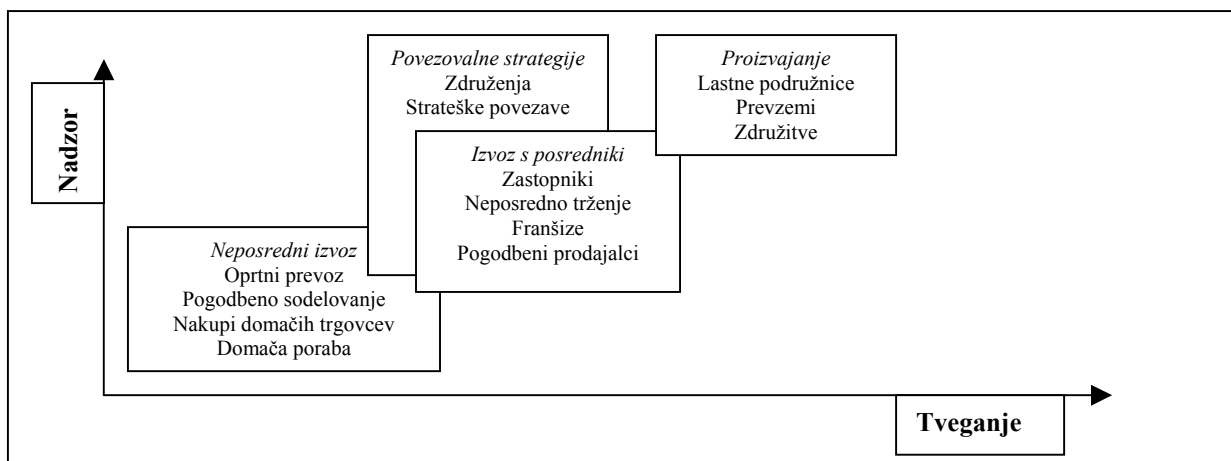 Povezovalne strategije
Združenja
Strateške povezave
Proizvajanje
Lastne podružnice
Prevzemi
Združitve
Nadzor
Izvoz s posredniki
Zastopniki
Neposredno trženje
Franšize
Pogodbeni prodajalci
Neposredni izvoz
Oprtni prevoz
Pogodbeno sodelovanje
Nakupi domačih trgovcev
Domača poraba
Tveganje